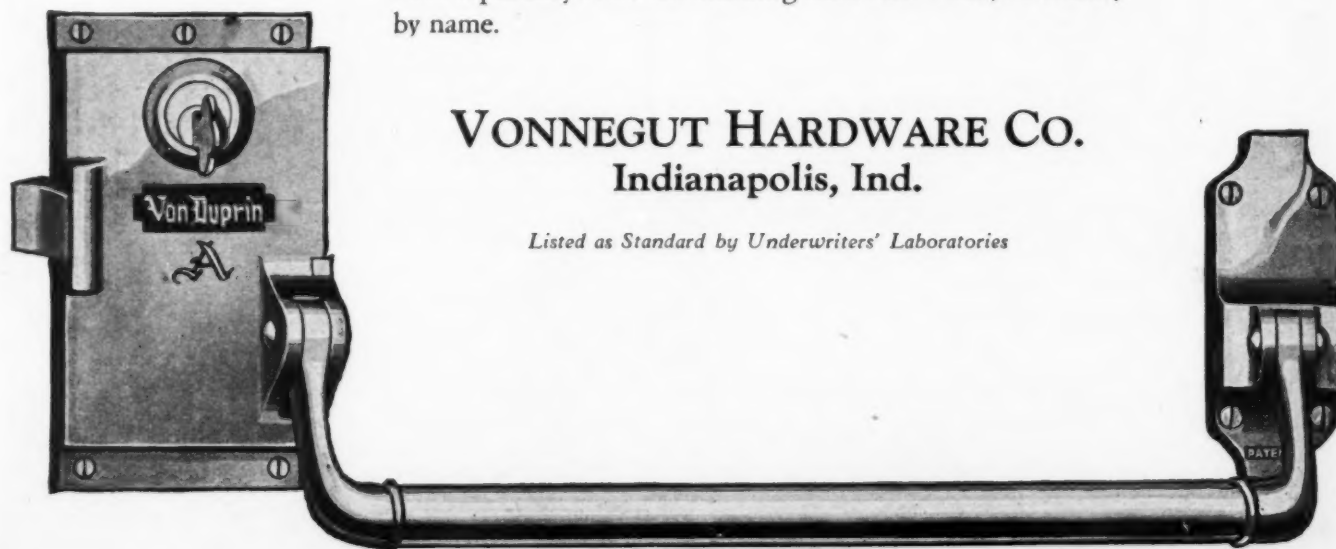 by name.
VONNEGUT HARDWARE CO.
Indianapolis, Ind.
Listed as Standard by Underwriters' Laboratories
Von Duprin
A